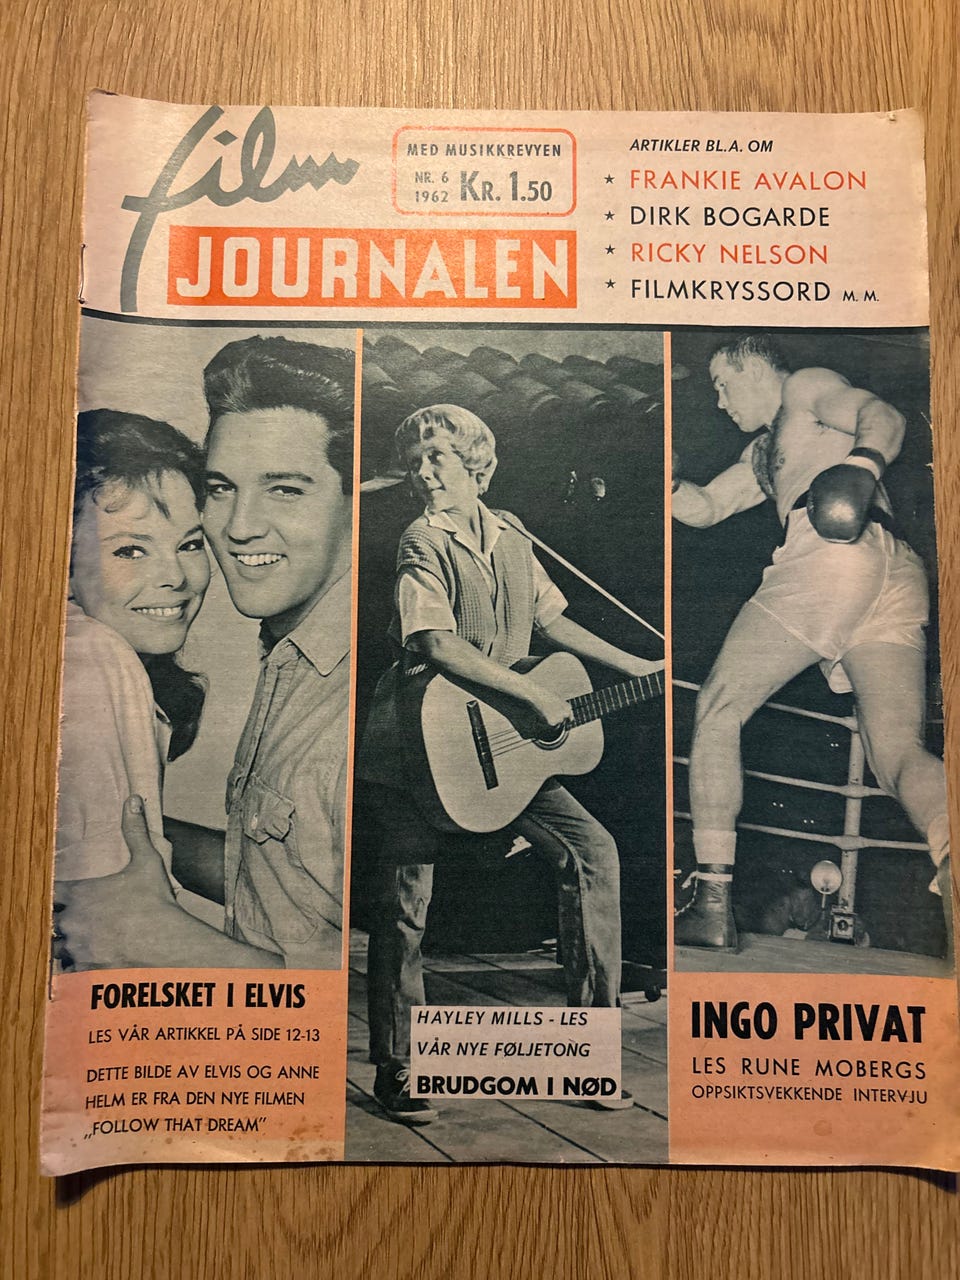 film
JOURNALEN
MED MUSIKKREVYEN
NR. 6
1962
KR. 1.50
ARTIKLER BL.A. OM
★ FRANKIE AVALON
★ DIRK BOGARDE
★ RICKY NELSON
★ FILMKRYSSORD M. M.
FORELSKET I ELVIS
LES VÅR ARTIKKEL PÅ SIDE 12-13
DETTE BILDE AV ELVIS OG ANNE
HELM ER FRA DEN NYE FILMEN
„FOLLOW THAT DREAM”
HAYLEY MILLS - LES
VÅR NYE FØLJETONG
BRUDGOM I NØD
INGO PRIVAT
LES RUNE MOBERGS
OPPSIKTSVEKKENDE INTERVJU